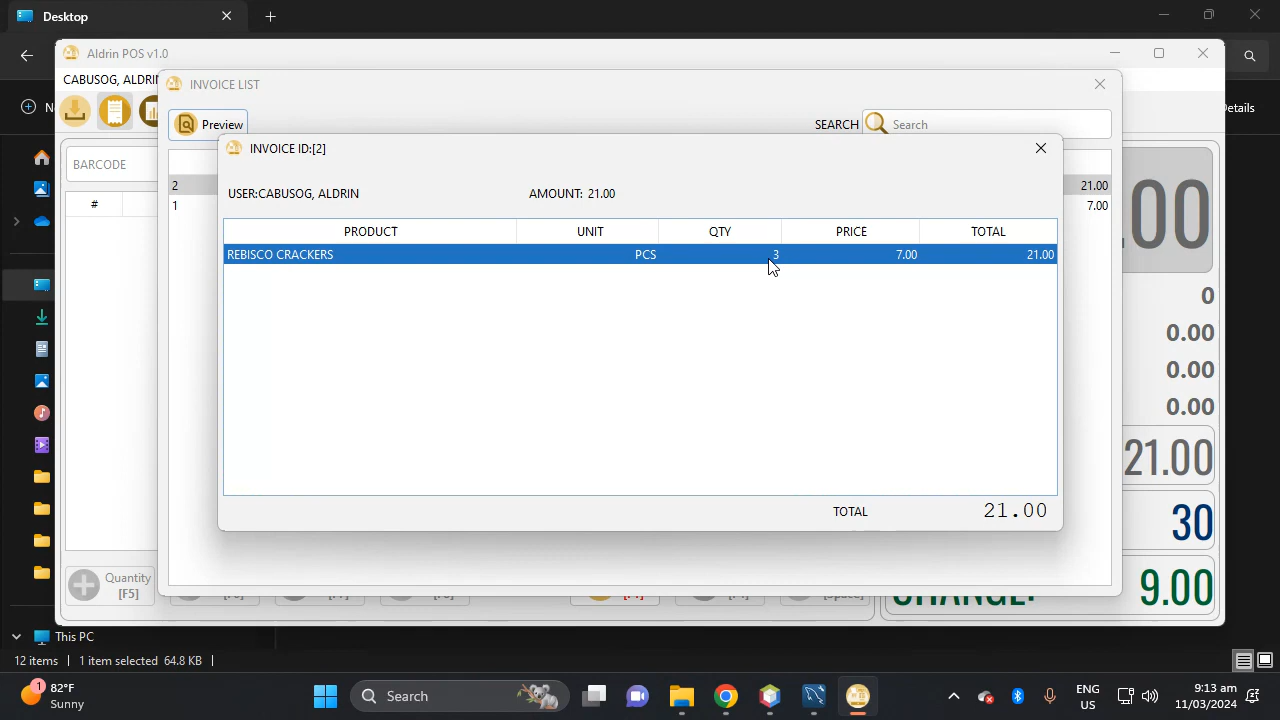 Desktop
Aldrin POS v1.0
CABUSOG, ALDRIN
INVOICE LIST
Preview
SEARCH
Search
etails
BARCODE
INVOICE ID:[2]
USER:CABUSOG, ALDRIN
AMOUNT: 21.00
.00
2
21.00
1
7.00
#
PRODUCT UNIT QTY PRICE TOTAL
REBISCO CRACKERS PCS 3 7.00 21.00
0
0.00
0.00
0.00
21.00
TOTAL 21.00
30
Quantity
[F5]
CHANGE: 9.00
This PC
12 items 1 item selected 64.8 KB
1
82°F
Sunny
Search
ENG
US
9:13 am
11/03/2024